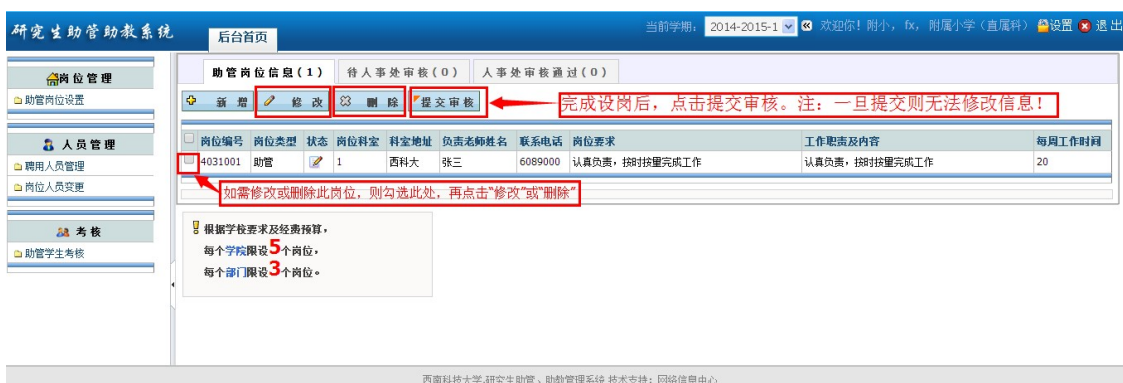 研究生助管助教系统
后台首页
当前学期： 2014-2015-1 欢迎你！附小， fx， 附属小学（直属科） 设置 退出
岗位管理
助管岗位设置
人员管理
聘用人员管理
岗位人员变更
考核
助管学生考核
助管岗位信息(1) 待人事处审核(0) 人事处审核通过(0)
新增 修改 删除 提交审核
完成设岗后，点击提交审核。注：一旦提交则无法修改信息！
岗位编号 岗位类型 状态 岗位科室 科室地址 负责老师姓名 联系电话 岗位要求 工作职责及内容 每周工作时间
4031001 助管 1 西科大 张三 6089000 认真负责，按时按量完成工作 认真负责，按时按量完成工作 20
如需修改或删除此岗位，则勾选此处，再点击“修改”或“删除”
根据学校要求及经费预算，
每个学院限设5个岗位，
每个部门限设3个岗位。
西南科技大学.研究生助管、助教管理系统 技术支持：网络信息中心